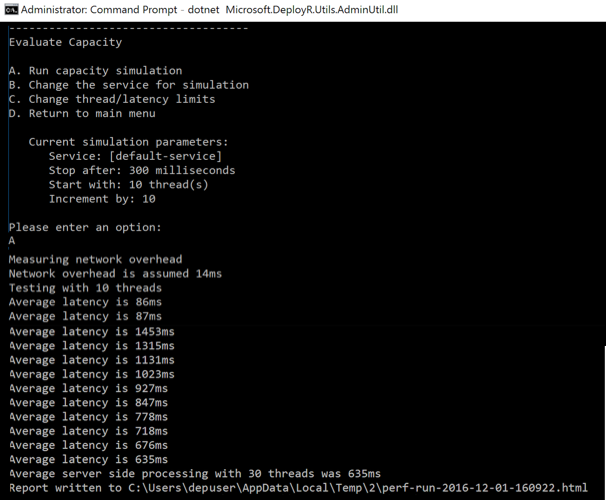 Administrator: Command Prompt - dotnet  Microsoft.DeployR.Utils.AdminUtil.dll
------------------------------------
Evaluate Capacity
A. Run capacity simulation
B. Change the service for simulation
C. Change thread/latency limits
D. Return to main menu
Current simulation parameters:
Service: [default-service]
Stop after: 300 milliseconds
Start with: 10 thread(s)
Increment by: 10
Please enter an option:
A
Measuring network overhead
Network overhead is assumed 14ms
Testing with 10 threads
Average latency is 86ms
Average latency is 87ms
Average latency is 1453ms
Average latency is 1315ms
Average latency is 1131ms
Average latency is 1023ms
Average latency is 927ms
Average latency is 847ms
Average latency is 778ms
Average latency is 718ms
Average latency is 676ms
Average latency is 635ms
Average server side processing with 30 threads was 635ms
Report written to C:\Users\depuser\AppData\Local\Temp\2\perf-run-2016-12-01-160922.html